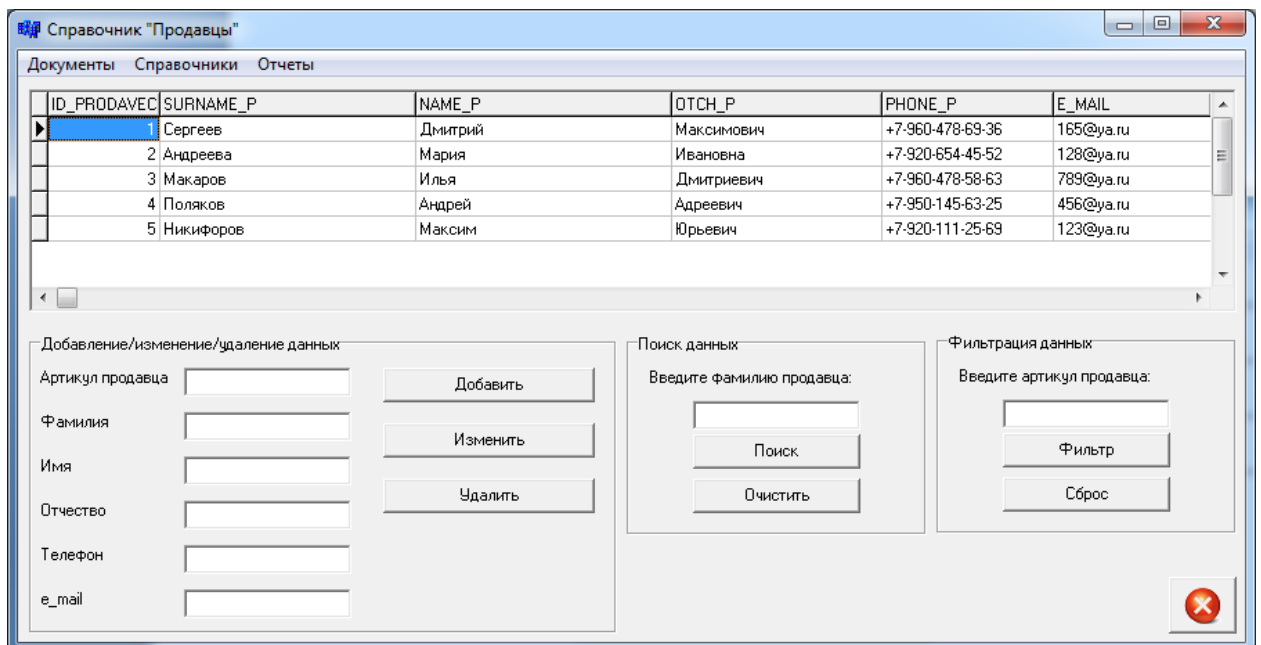 Справочник "Продавцы"
Документы Справочники Отчеты
ID_PRODAVEC SURNAME_P NAME_P OTCH_P PHONE_P E_MAIL
1 Сергеев Дмитрий Максимович +7-960-478-69-36 165@ya.ru
2 Андреева Мария Ивановна +7-920-654-45-52 128@ya.ru
3 Макаров Илья Дмитриевич +7-960-478-58-63 789@ya.ru
4 Поляков Андрей Адреевич +7-950-145-63-25 456@ya.ru
5 Никифоров Максим Юрьевич +7-920-111-25-69 123@ya.ru
Добавление/изменение/удаление данных
Артикул продавца
Фамилия
Имя
Отчество
Телефон
e_mail
Добавить
Изменить
Удалить
Поиск данных
Введите фамилию продавца:
Поиск
Очистить
Фильтрация данных
Введите артикул продавца:
Фильтр
Сброс